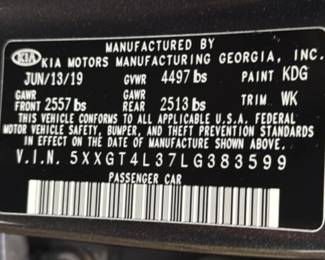 MANUFACTURED BY
KIA KIA MOTORS MANUFACTURING GEORGIA, INC.
JUN/13/19 GVWR 4497 lbs PAINT KDG
GAWR GAWR
FRONT 2557 lbs REAR 2513 lbs TRIM WK
THIS VEHICLE CONFORMS TO ALL APPLICABLE U.S.A. FEDERAL
MOTOR VEHICLE SAFETY, BUMPER, AND THEFT PREVENTION STANDARDS
IN EFFECT ON THE DATE OF MANUFACTURE SHOWN ABOVE.
V.I.N. 5XXGT4L37LG383599
PASSENGER CAR